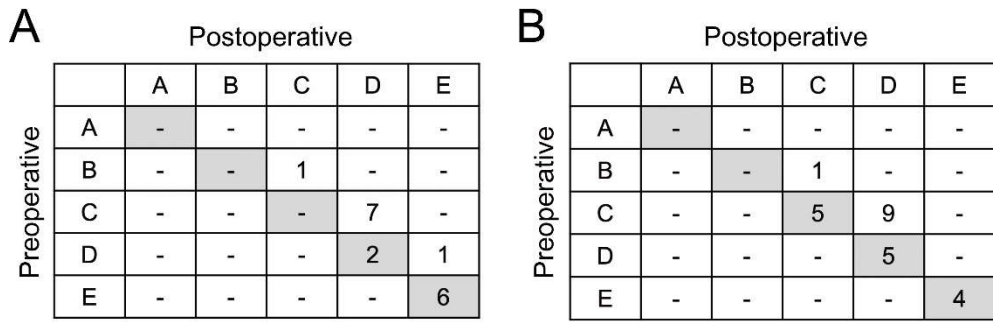 A
Postoperative
A B C D E
A - - - - -
B - - 1 - -
C - - - 7 -
D - - - 2 1
E - - - - 6
Preoperative
B
Postoperative
A B C D E
A - - - - -
B - - 1 - -
C - - 5 9 -
D - - - 5 -
E - - - - 4
Preoperative